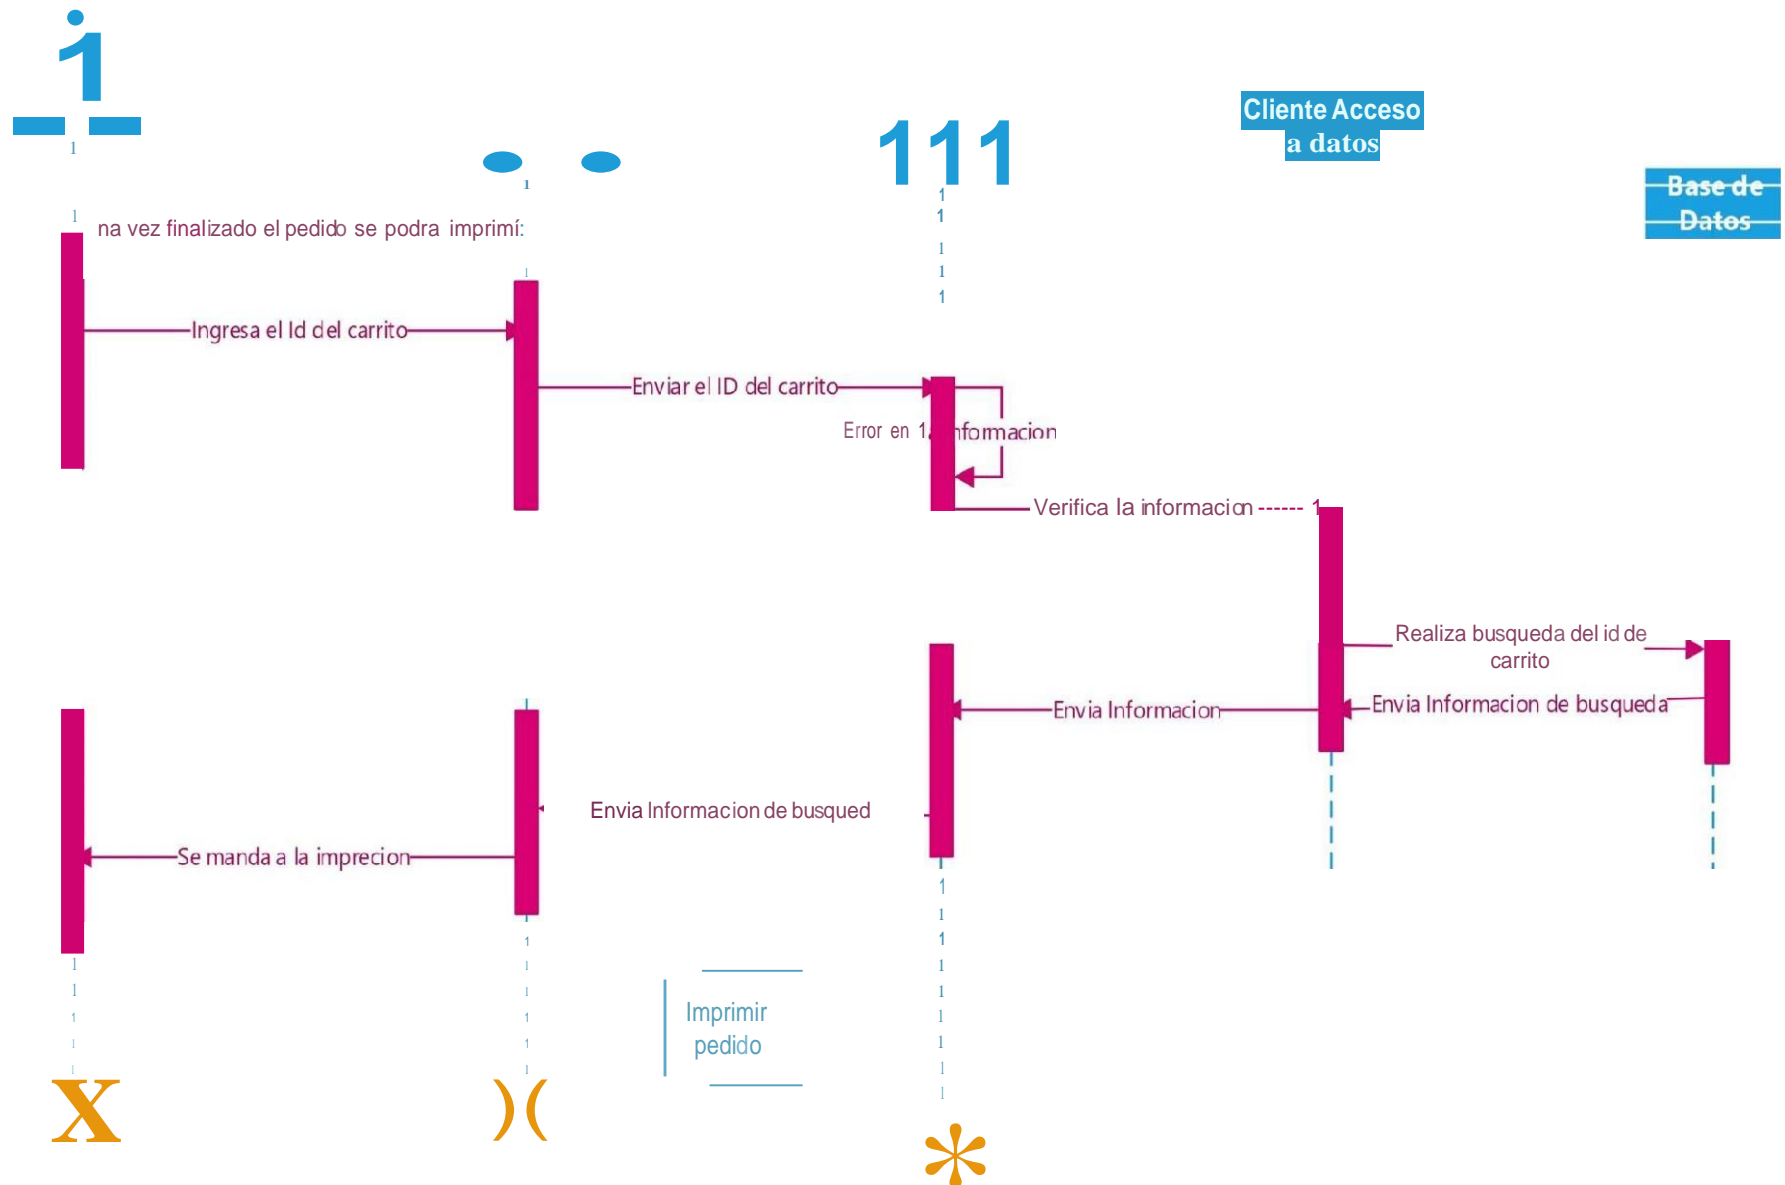 Cliente Acceso
a datos
Base de
Datos
na vez finalizado el pedido se podra imprimí:
Ingresa el Id del carrito
Enviar el ID del carrito
Error en 1a informacion
Verifica la informacion ------ 1
Realiza busqueda del id de
carrito
Envia Informacion de busqueda
Envia Informacion
Envia Informacion de busqued
Se manda a la imprecion
Imprimir
pedido